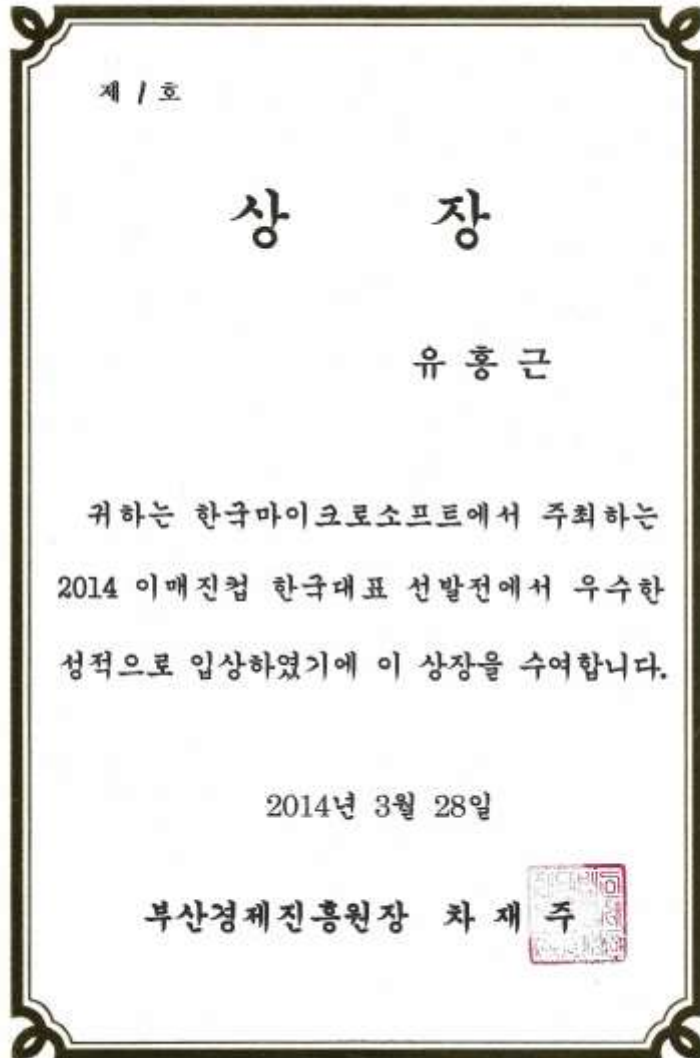 제 1 호
상 장
유 홍 근
귀하는 한국마이크로소프트에서 주최하는
2014 이매진컵 한국대표 선발전에서 우수한
성적으로 입상하였기에 이 상장을 수여합니다.
2014년 3월 28일
부산경제진흥원장 차 재 주